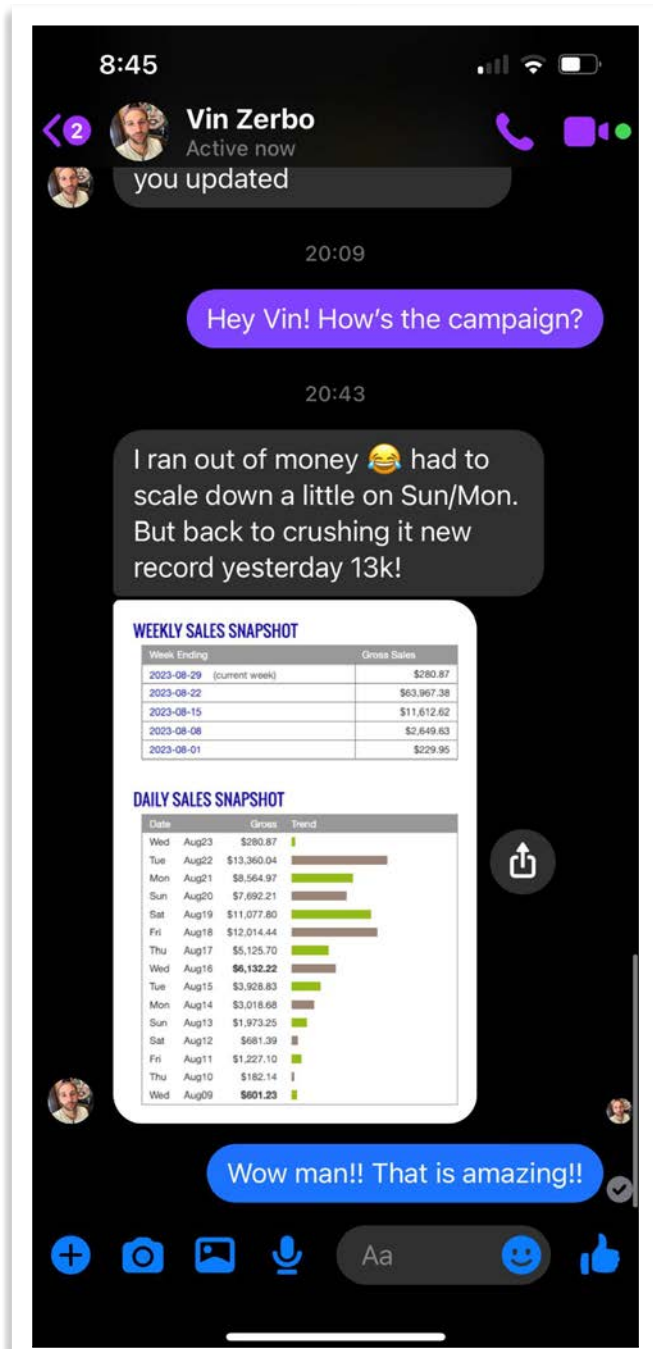 8:45
2
Vin Zerbo
Active now
you updated
20:09
Hey Vin! How's the campaign?
20:43
I ran out of money 😂 had to
scale down a little on Sun/Mon.
But back to crushing it new
record yesterday 13k!
WEEKLY SALES SNAPSHOT
Week Ending Gross Sales
2023-08-29 (current week) $280.87
2023-08-22 $63,967.38
2023-08-15 $11,612.62
2023-08-08 $2,649.63
2023-08-01 $229.95
DAILY SALES SNAPSHOT
Date Gross Trend
Wed Aug23 $280.87
Tue Aug22 $13,360.04
Mon Aug21 $8,564.97
Sun Aug20 $7,692.21
Sat Aug19 $11,077.80
Fri Aug18 $12,014.44
Thu Aug17 $5,125.70
Wed Aug16 $6,132.22
Tue Aug15 $3,928.83
Mon Aug14 $3,018.68
Sun Aug13 $1,973.25
Sat Aug12 $681.39
Fri Aug11 $1,227.10
Thu Aug10 $182.14
Wed Aug09 $601.23
Wow man!! That is amazing!!
Aa